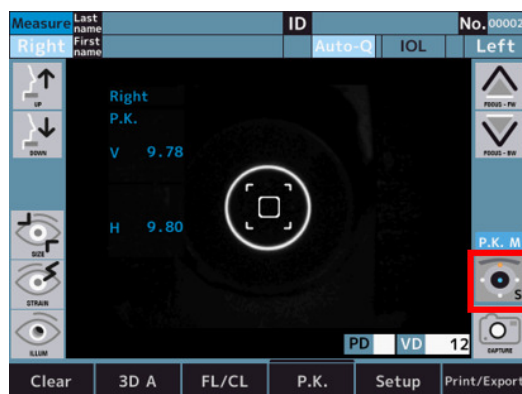 Measure Last name ID No. 00002
Right First name Auto-Q IOL Left
UP
FOCUS - FW
Right
P.K.
DOWN
FOCUS - BW
V 9.78
H 9.80
SIZE
P.K. M
STRAIN
S
ILLUM
PD VD 12
CAPTURE
Clear 3D A FL/CL P.K. Setup Print/Export